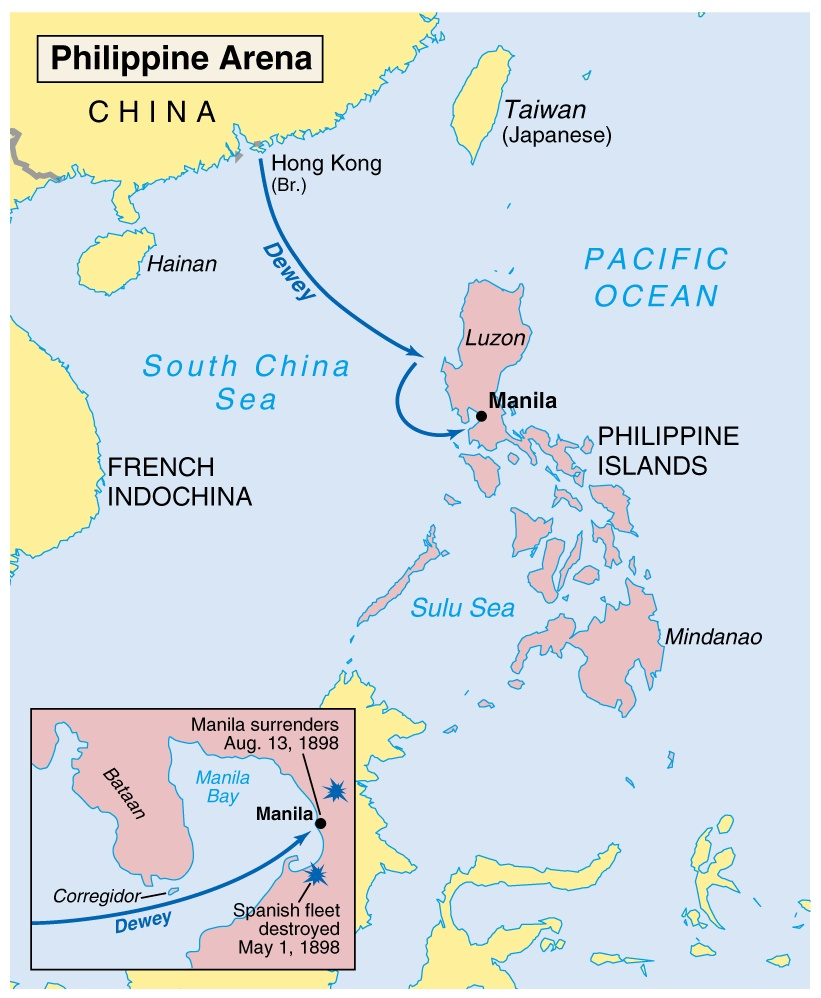 Philippine Arena
CHINA
Taiwan
(Japanese)
Hong Kong
(Br.)
Hainan
Dewey
PACIFIC
OCEAN
Luzon
South China
Sea
Manila
PHILIPPINE
ISLANDS
FRENCH
INDOCHINA
Sulu Sea
Mindanao
Manila surrenders
Aug. 13, 1898
Bataan
Manila
Bay
Manila
Corregidor
Dewey
Spanish fleet
destroyed
May 1, 1898